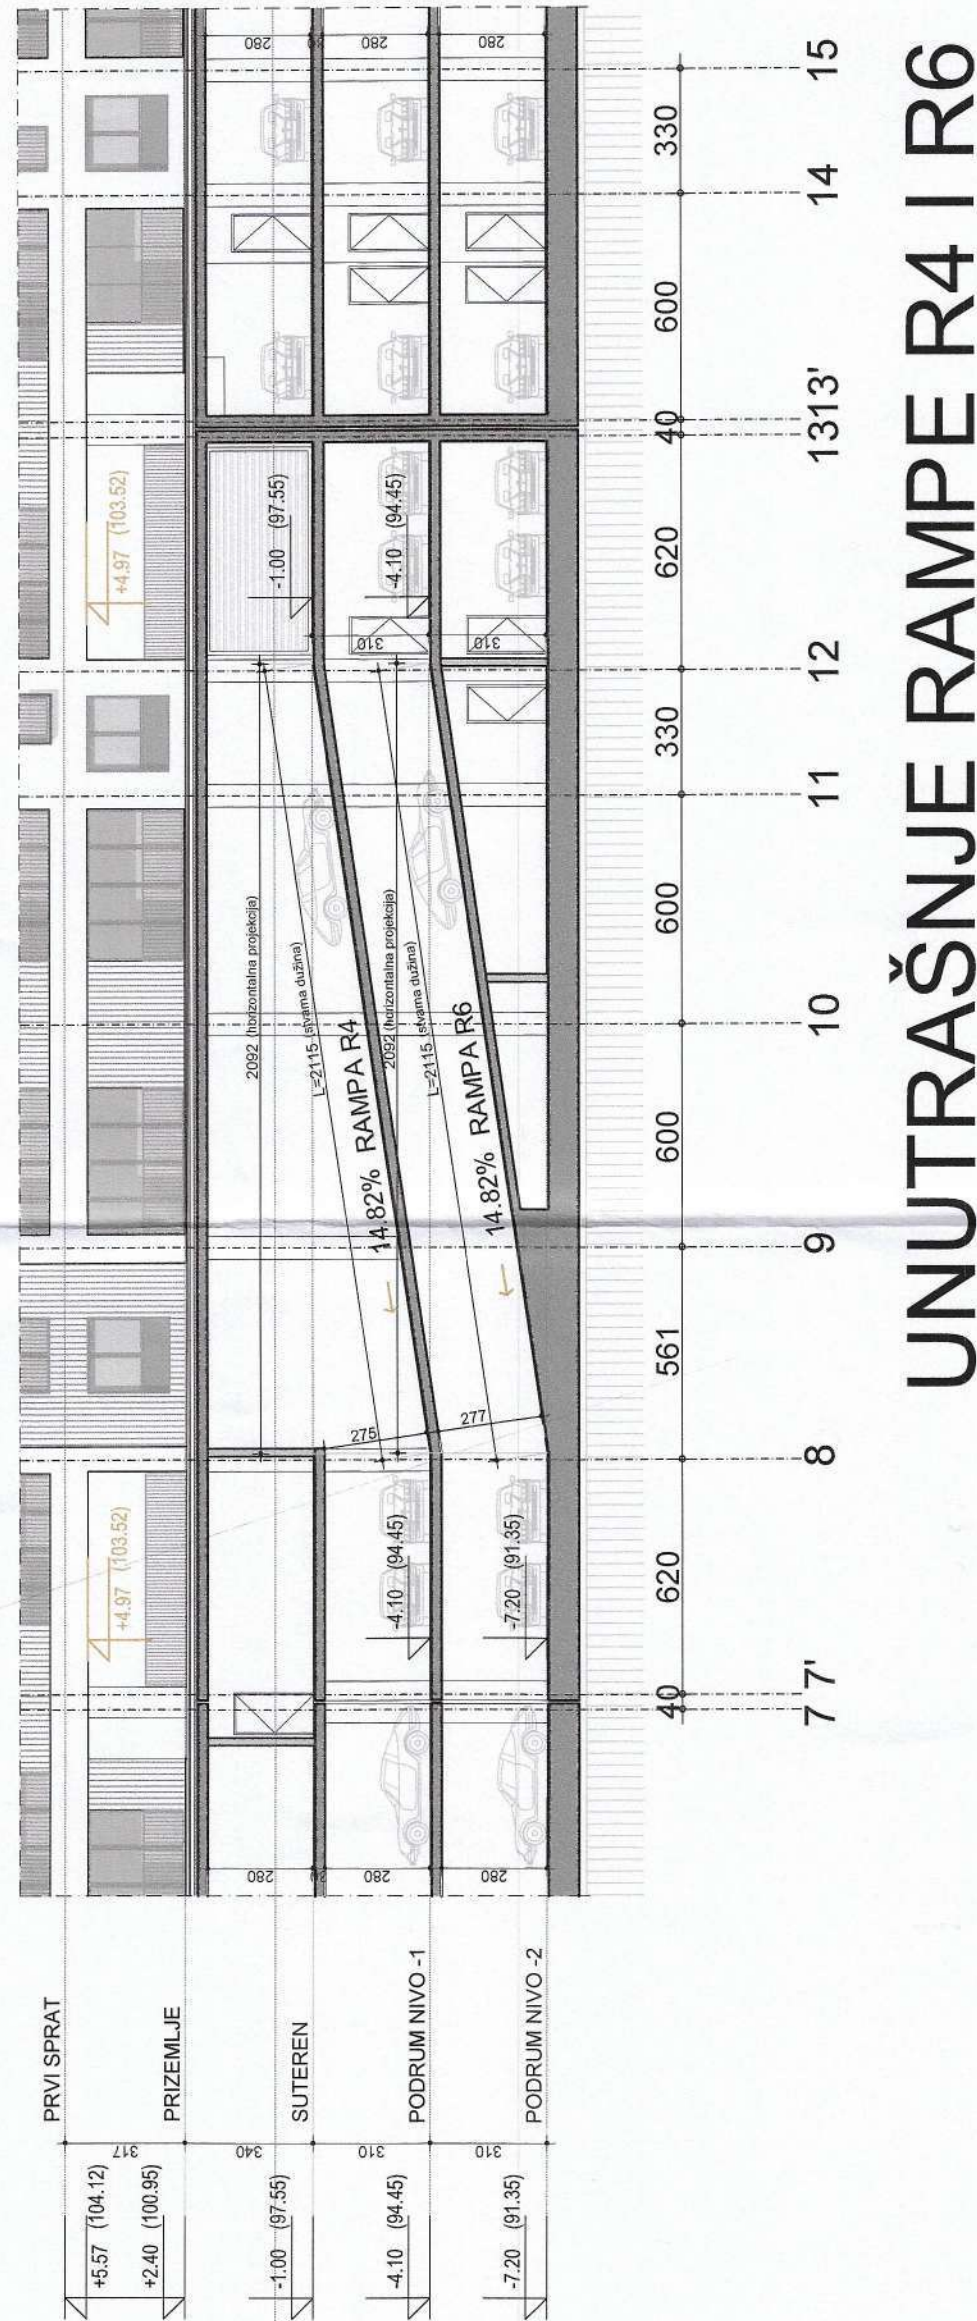 PRVI SPRAT
+5.57 (104.12)
317
PRIZEMLJE
+2.40 (100.95)
340
SUTEREN
-1.00 (97.55)
310
PODRUM NIVO -1
-4.10 (94.45)
310
PODRUM NIVO -2
-7.20 (91.35)
+4.97 (103.52)
+4.97 (103.52)
280
280
280
280
280
280
-1.00 (97.55)
-4.10 (94.45)
-4.10 (94.45)
-7.20 (91.35)
310
310
275
277
2092 (horizontalna projekcija)
L=2115 (stvarna dužina)
14.82% RAMPA R4
2092 (horizontalna projekcija)
L=2115 (stvarna dužina)
14.82% RAMPA R6
40 620 561 600 600 330 620 40 600 330
7 7' 8 9 10 11 12 13 13' 14 15
UNUTRAŠNJE RAMPE R4 I R6